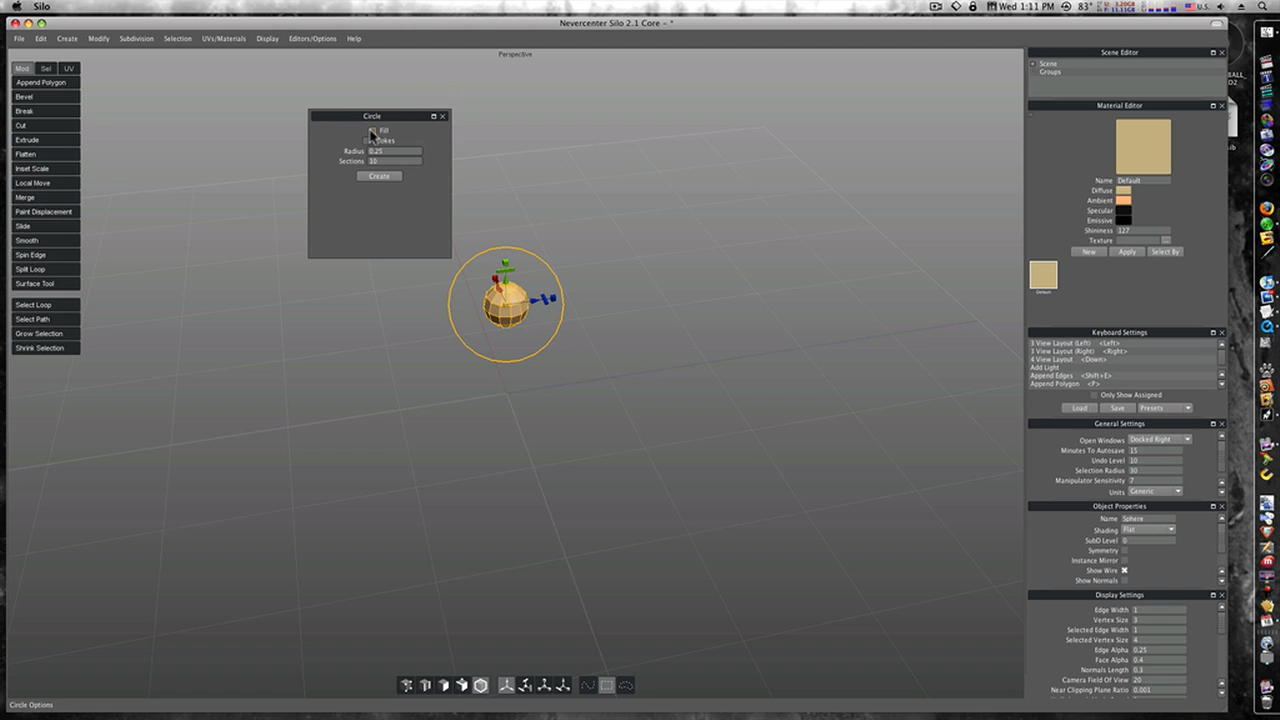 Silo
Wed 1:11 PM
83°
U.S.
Nevercenter Silo 2.1 Core - *
File Edit Create Modify Subdivision Selection UVs/Materials Display Editors/Options Help
Perspective
Mod Sel UV
Append Polygon
Bevel
Break
Cut
Extrude
Flatten
Inset Scale
Local Move
Merge
Paint Displacement
Slide
Smooth
Spin Edge
Split Loop
Surface Tool
Select Loop
Select Path
Grow Selection
Shrink Selection
Circle
Fill
Radius 0.25
Sections 10
Create
Scene Editor
Scene
Groups
Material Editor
Name Default
Diffuse
Ambient
Specular
Emissive
Shininess 127
Texture
New Apply Select By
Default
Keyboard Settings
3 View Layout (Left) <Left>
3 View Layout (Right) <Right>
4 View Layout <Down>
Add Light
Append Edges <Shift+E>
Append Polygon <P>
Only Show Assigned
Load Save Presets
General Settings
Open Windows Docked Right
Minutes To Autosave 15
Undo Level 10
Selection Radius 30
Manipulator Sensitivity 7
Units Generic
Object Properties
Name Sphere
Shading Flat
SubD Level 0
Symmetry
Instance Mirror
Show Wire
Show Normals
Display Settings
Edge Width 1
Vertex Size 3
Selected Edge Width 1
Selected Vertex Size 4
Edge Alpha 0.25
Face Alpha 0.4
Normals Length 0.3
Camera Field Of View 20
Near Clipping Plane Ratio 0.001
Circle Options